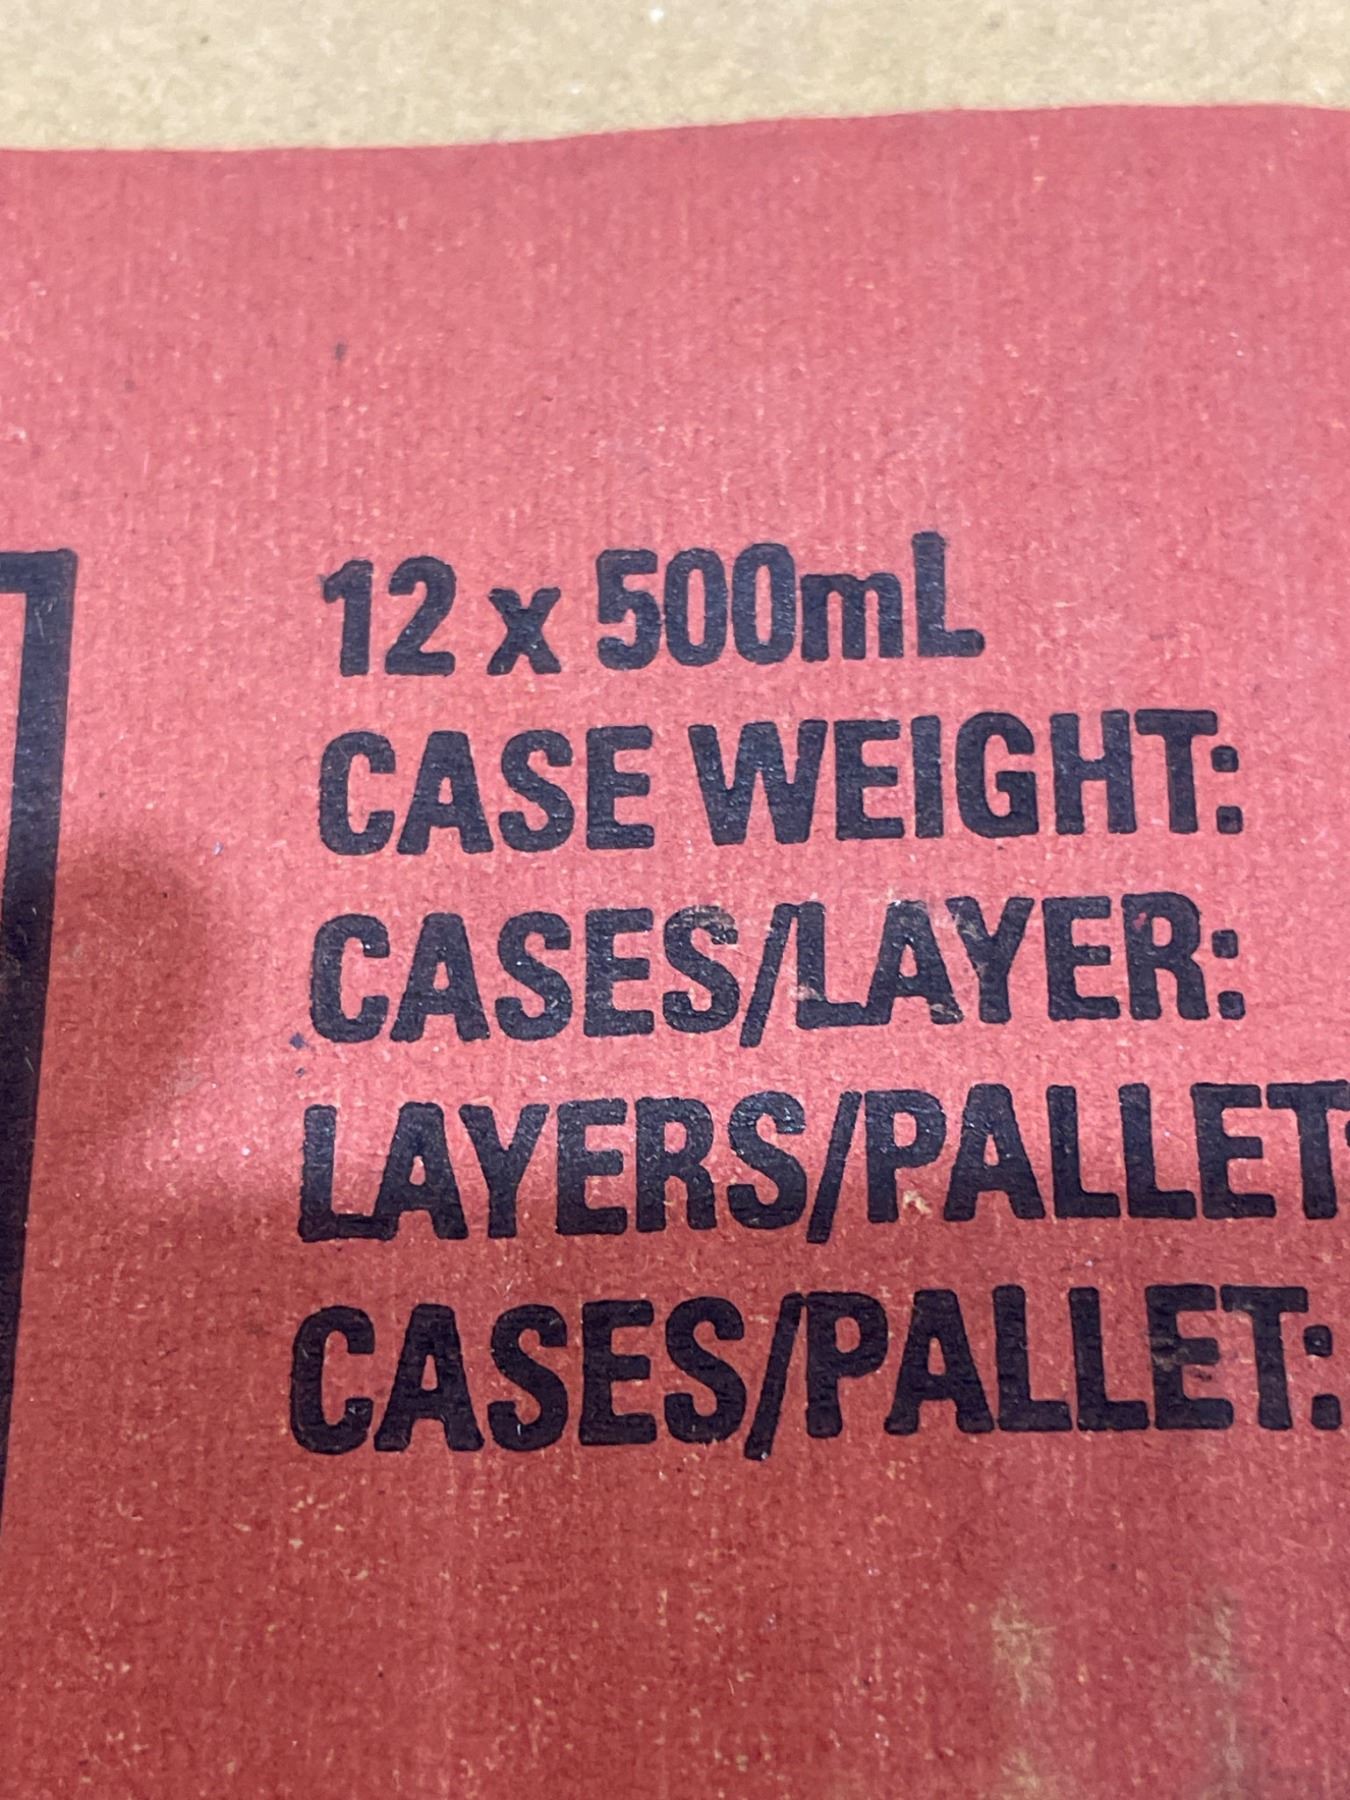 12 x 500mL
CASE WEIGHT:
CASES/LAYER:
LAYERS/PALLET:
CASES/PALLET: